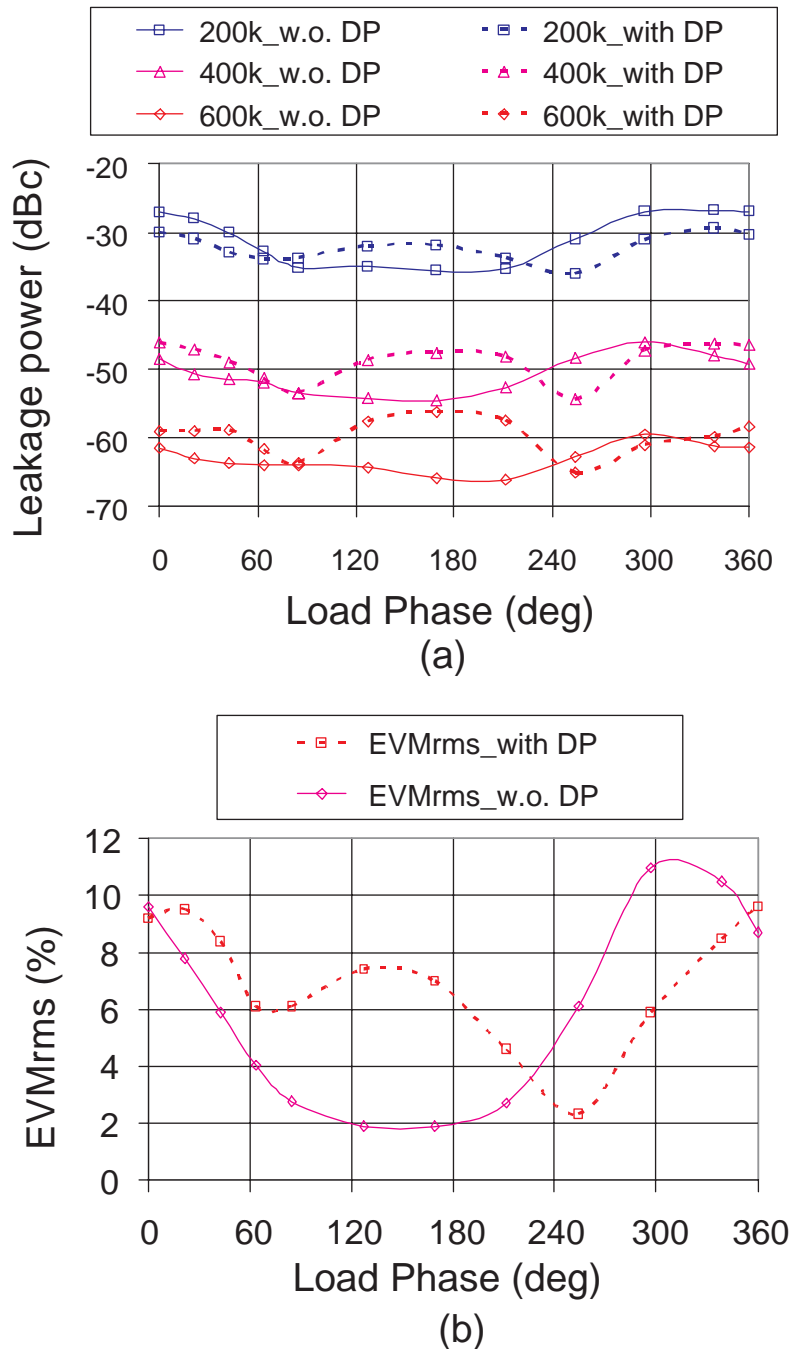 200k_w.o. DP 200k_with DP
400k_w.o. DP 400k_with DP
600k_w.o. DP 600k_with DP
Leakage power (dBc)
-20
-30
-40
-50
-60
-70
0 60 120 180 240 300 360
Load Phase (deg)
(a)
EVMrms_with DP
EVMrms_w.o. DP
EVMrms (%)
12
10
8
6
4
2
0
0 60 120 180 240 300 360
Load Phase (deg)
(b)